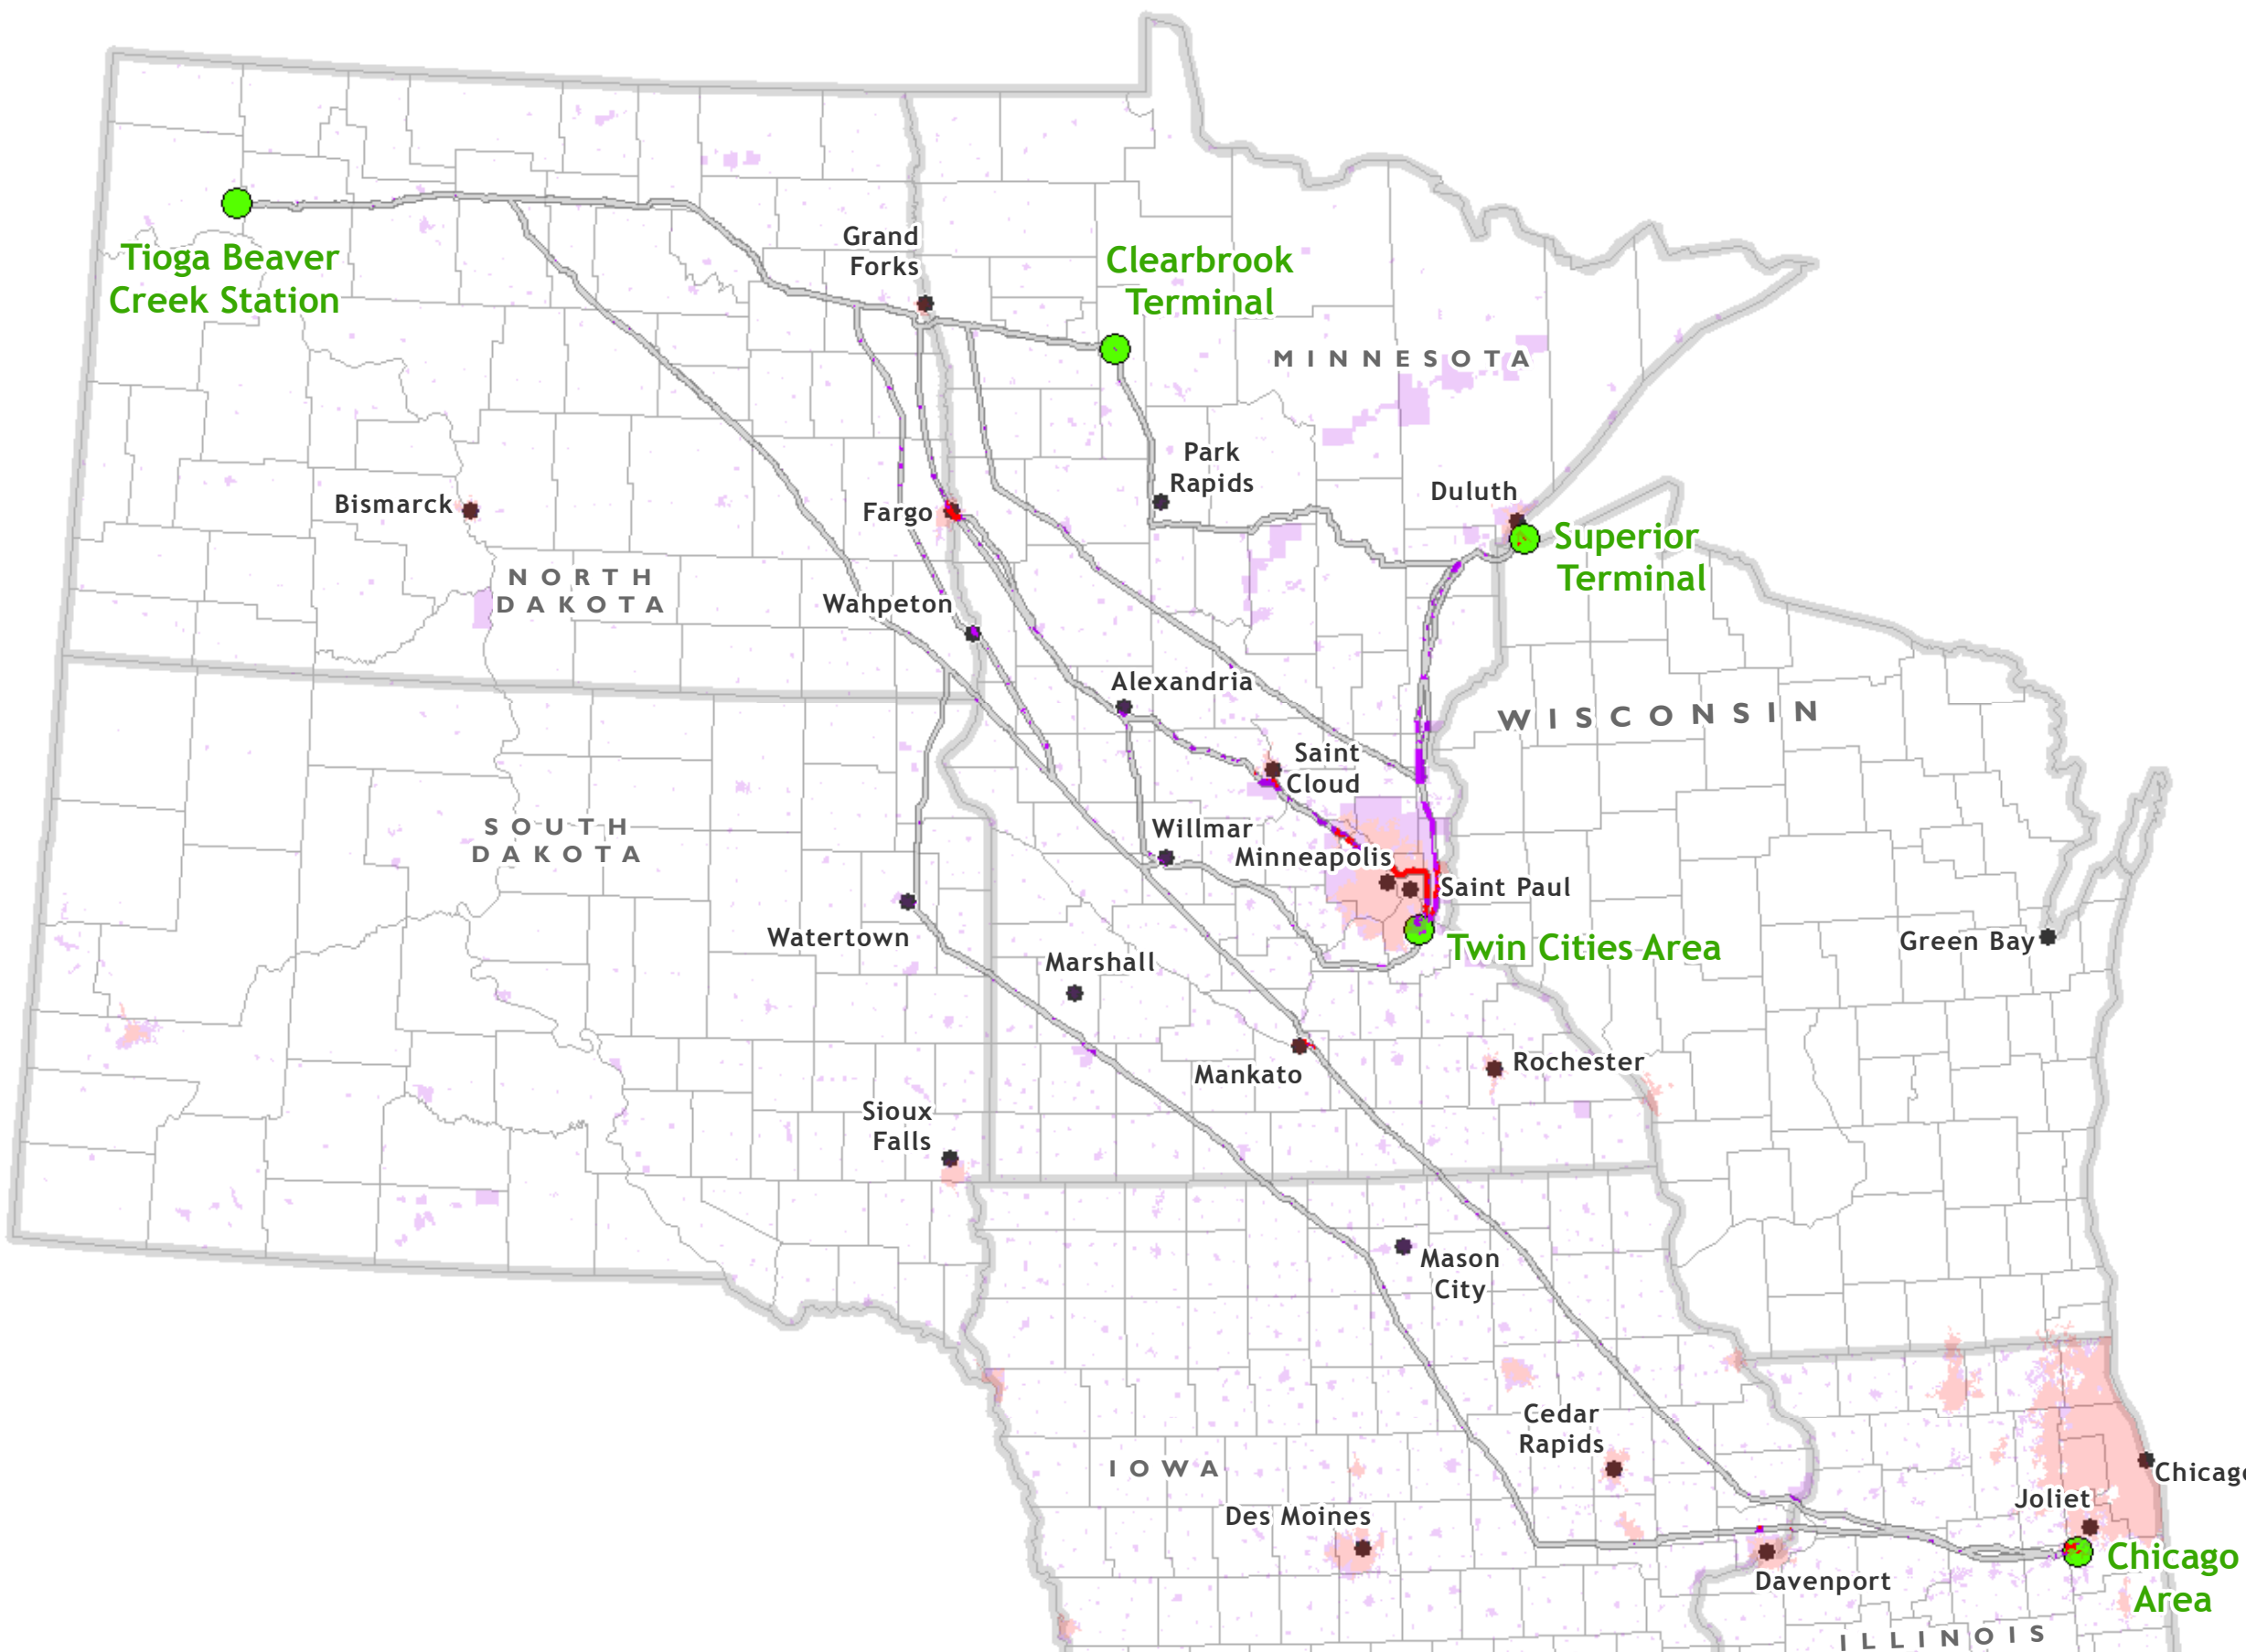 Grand
Forks
Tioga Beaver
Creek Station
Clearbrook
Terminal
MINNESOTA
Park
Rapids
Bismarck
Fargo
Duluth
Superior
Terminal
NORTH
DAKOTA
Wahpeton
Alexandria
WISCONSIN
Saint
Cloud
SOUTH
DAKOTA
Willmar
Minneapolis
Saint Paul
Watertown
Twin Cities Area
Green Bay
Marshall
Mankato
Rochester
Sioux
Falls
Mason
City
Cedar
Rapids
IOWA
Chicag
Joliet
Des Moines
Chicago
Area
Davenport
ILLINOIS